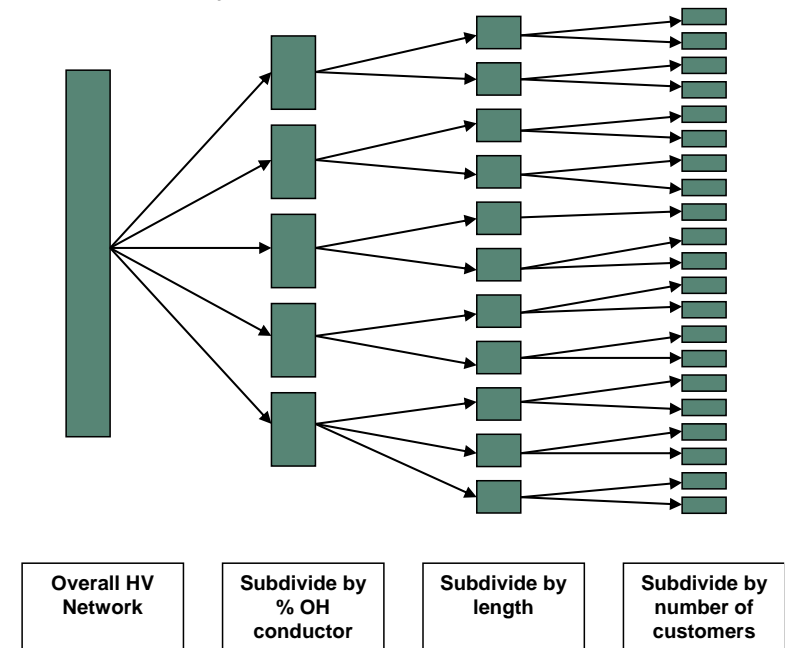 Overall HV
Network
Subdivide by
% OH
conductor
Subdivide by
length
Subdivide by
number of
customers